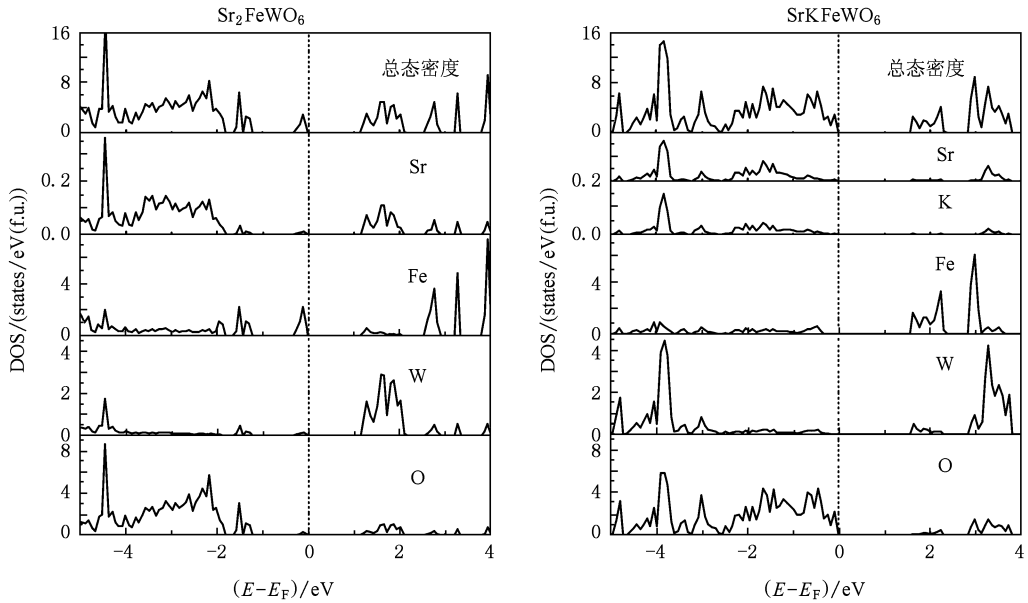 Sr₂FeWO₆
16
总态密度
8
0
Sr
0.2
0.0
Fe
4
0
4
W
2
0
8
O
4
0
−4
−2
0
2
4
(E−E_F)/eV
DOS/(states/eV(f.u.))
SrKFeWO₆
16
总态密度
8
0
Sr
0.2
K
0.0
Fe
4
0
4
W
2
0
8
O
4
0
−4
−2
0
2
4
(E−E_F)/eV
DOS/(states/eV(f.u.))